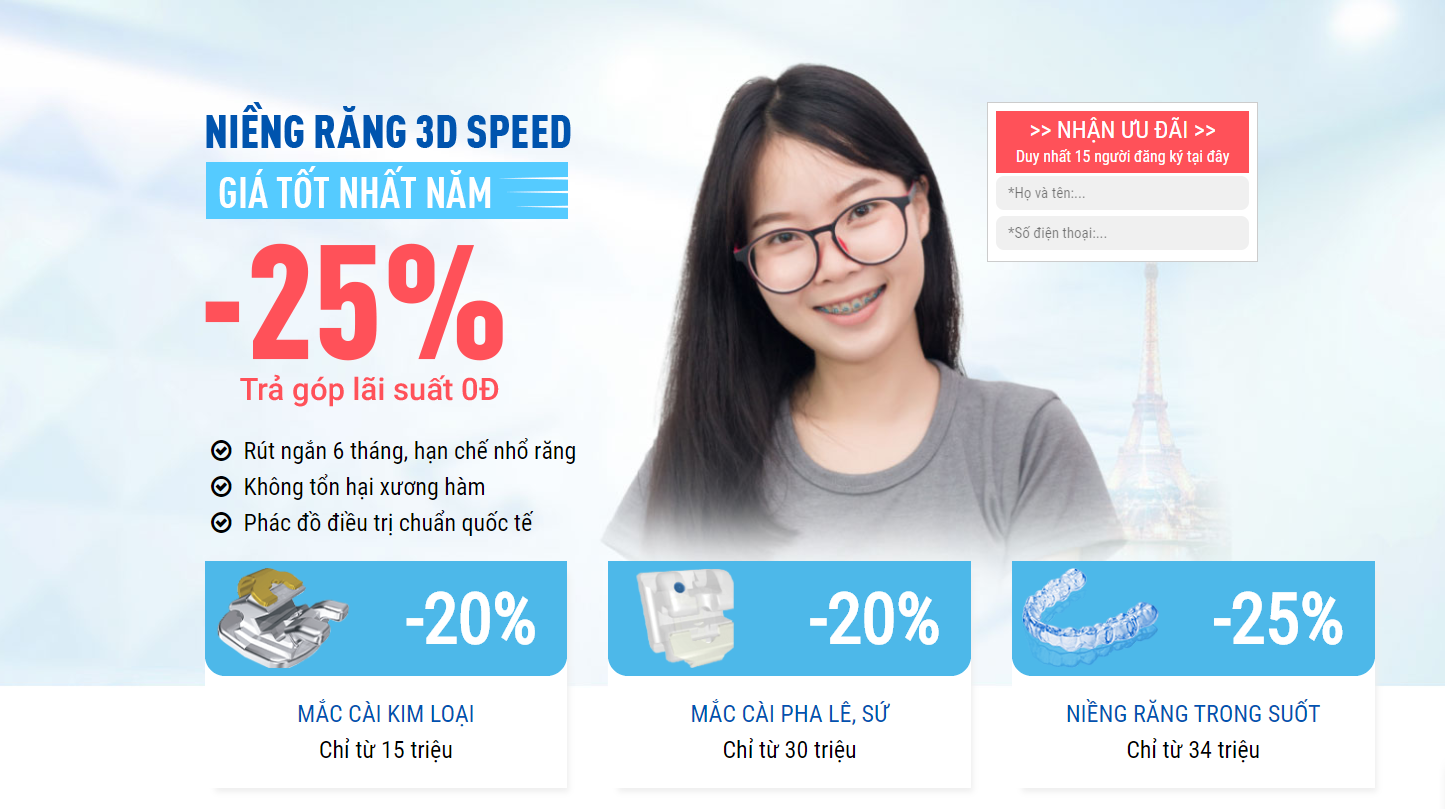 NIỀNG RĂNG 3D SPEED
GIÁ TỐT NHẤT NĂM
-25%
Trả góp lãi suất 0Đ
Rút ngắn 6 tháng, hạn chế nhổ răng
Không tổn hại xương hàm
Phác đồ điều trị chuẩn quốc tế
>> NHẬN ƯU ĐÃI >>
Duy nhất 15 người đăng ký tại đây
*Họ và tên:...
*Số điện thoại:...
-20%
MẮC CÀI KIM LOẠI
Chỉ từ 15 triệu
-20%
MẮC CÀI PHA LÊ, SỨ
Chỉ từ 30 triệu
-25%
NIỀNG RĂNG TRONG SUỐT
Chỉ từ 34 triệu